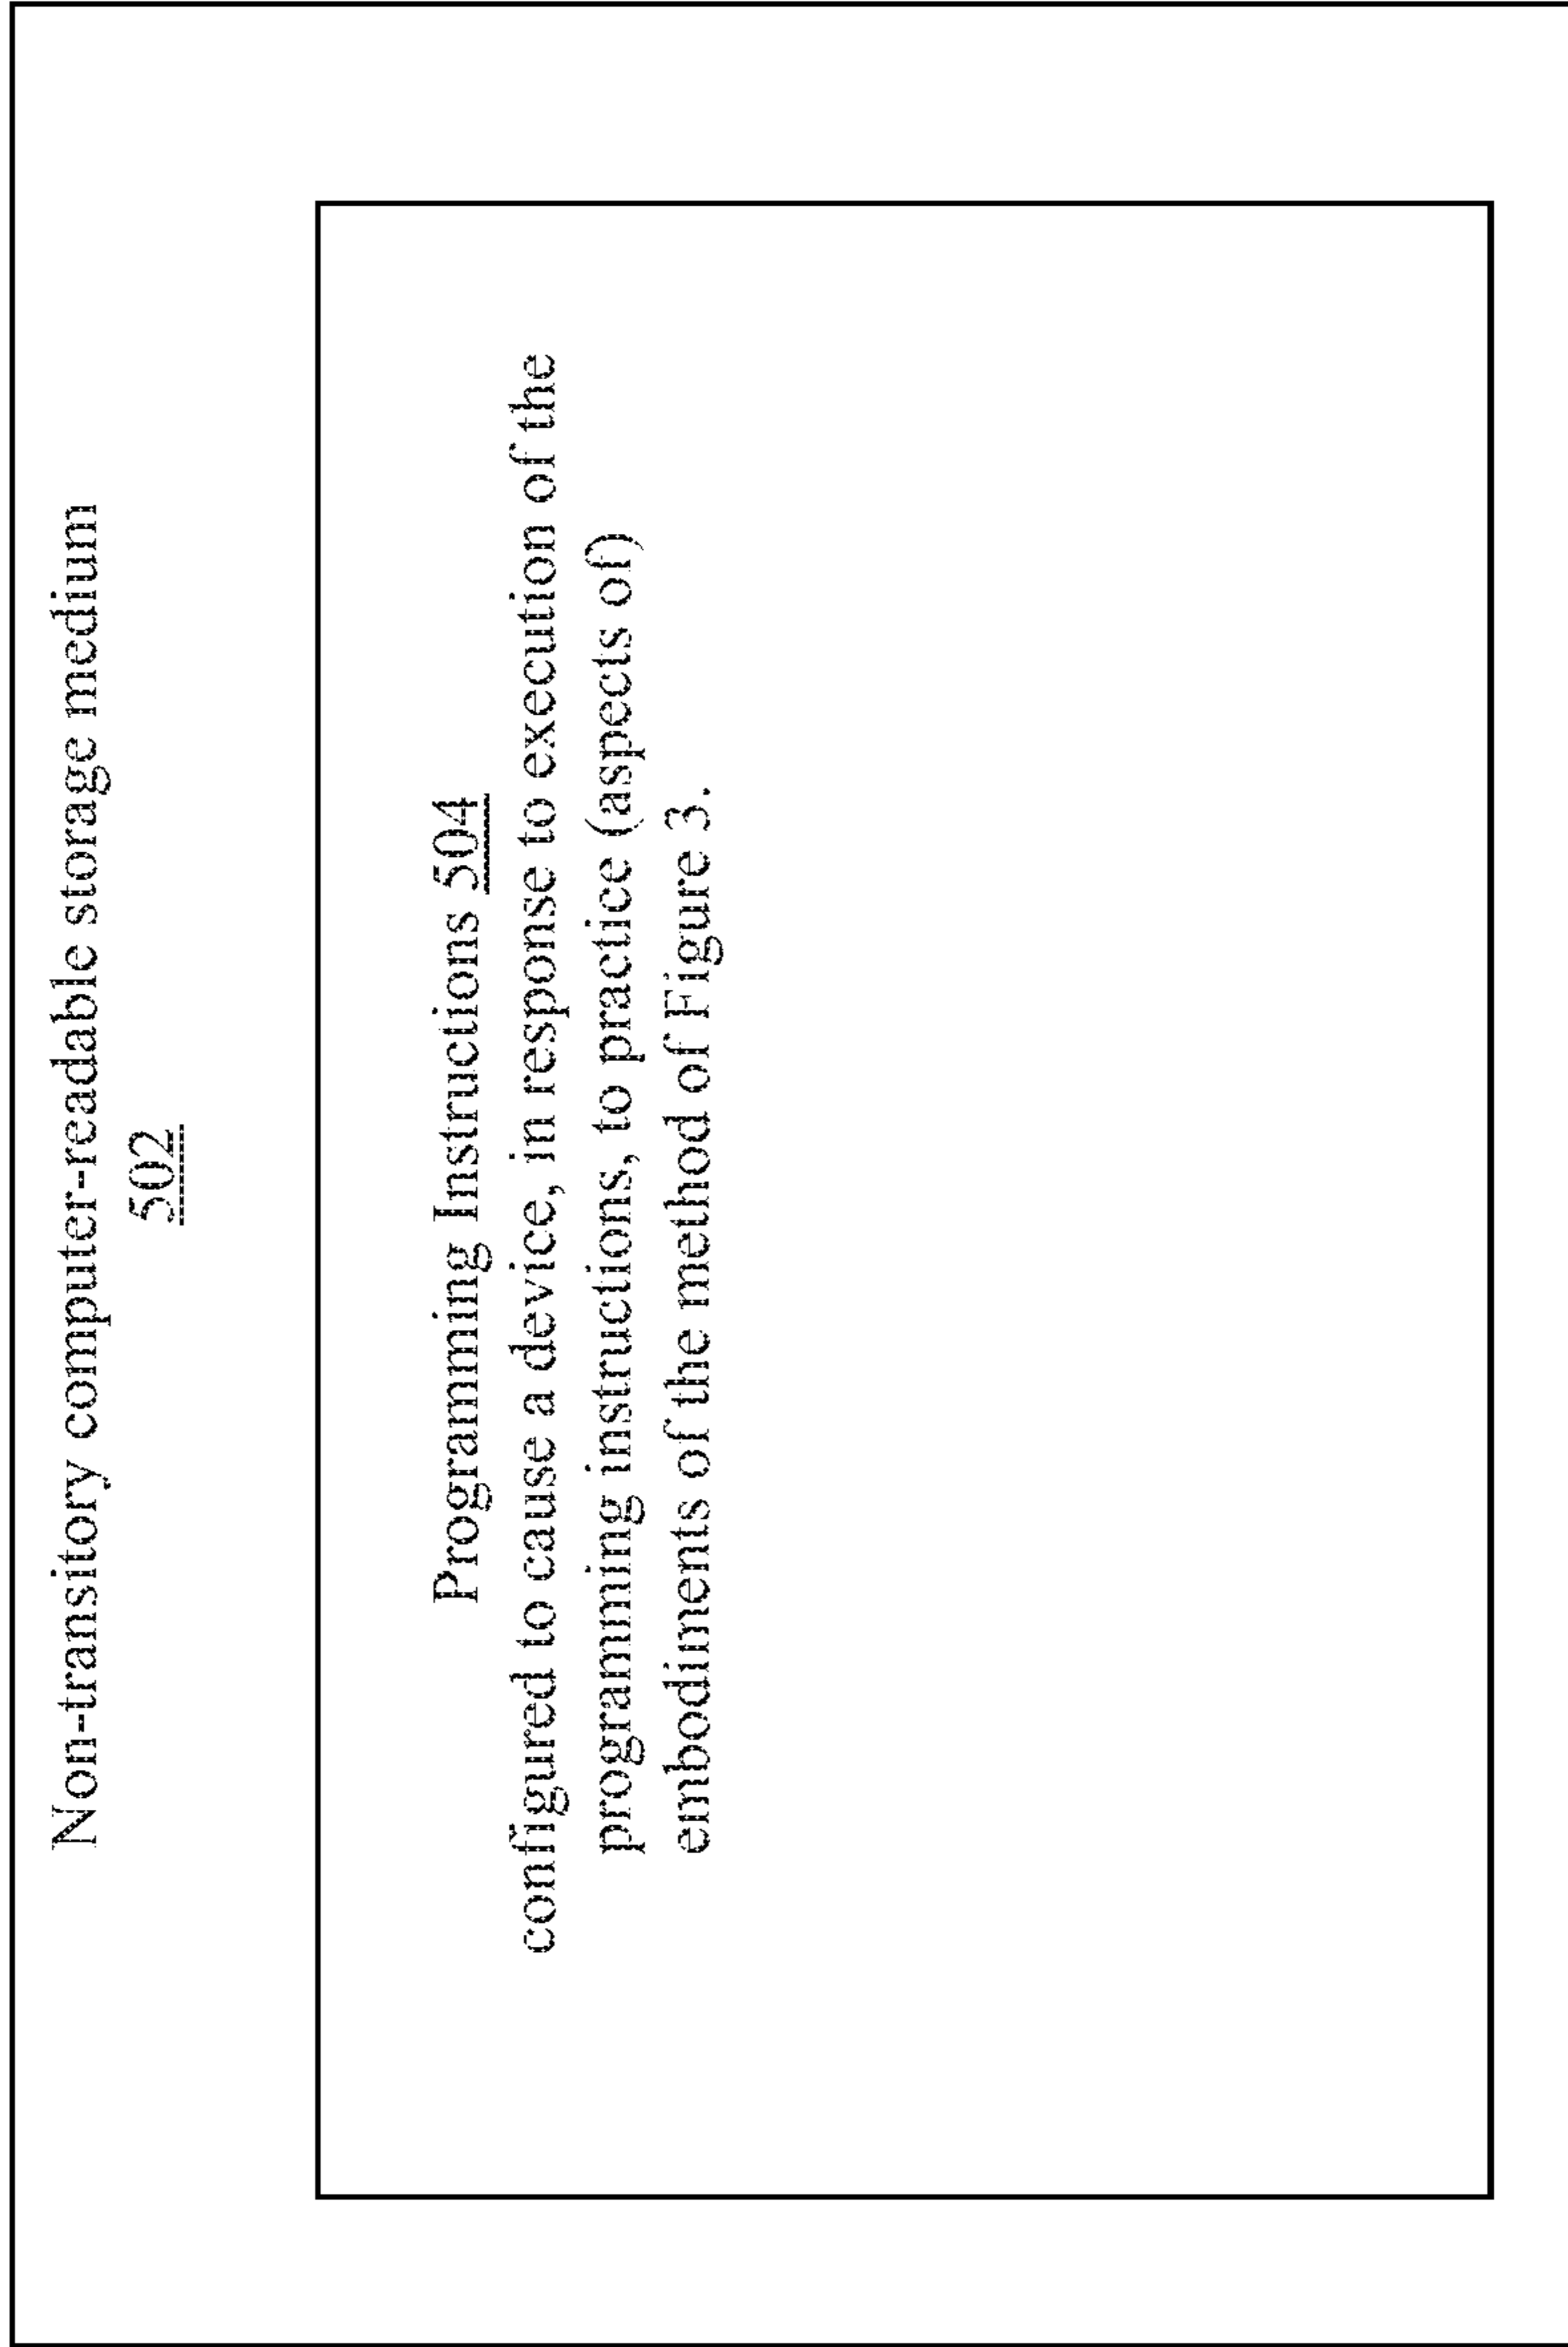 Non-transitory computer-readable storage medium
502
Programming Instructions 504
configured to cause a device, in response to execution of the
programming instructions, to practice (aspects of)
embodiments of the method of Figure 3.